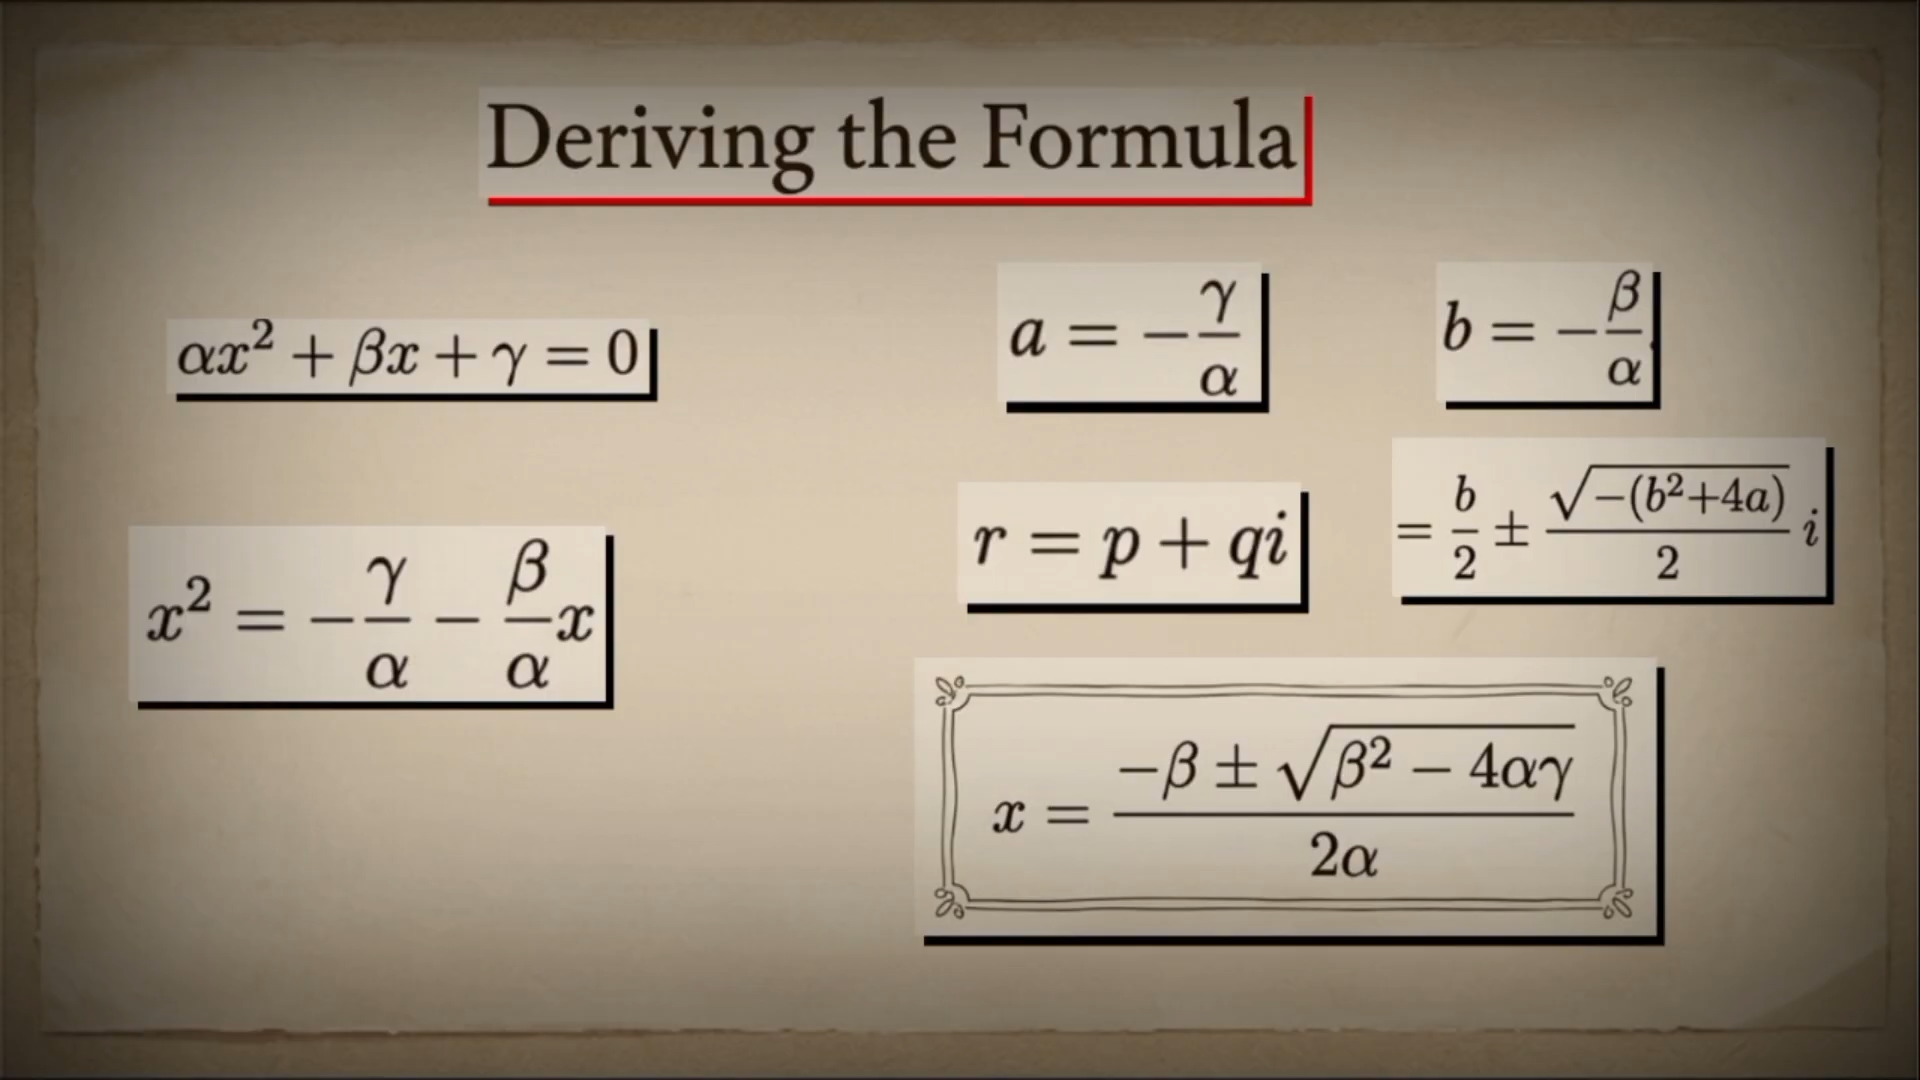 Deriving the Formula
αx² + βx + γ = 0
x² = −γ/α − β/α x
a = −γ/α
b = −β/α
r = p + qi
= b/2 ± √(−(b²+4a))/2 i
x = (−β ± √(β² − 4αγ))/2α